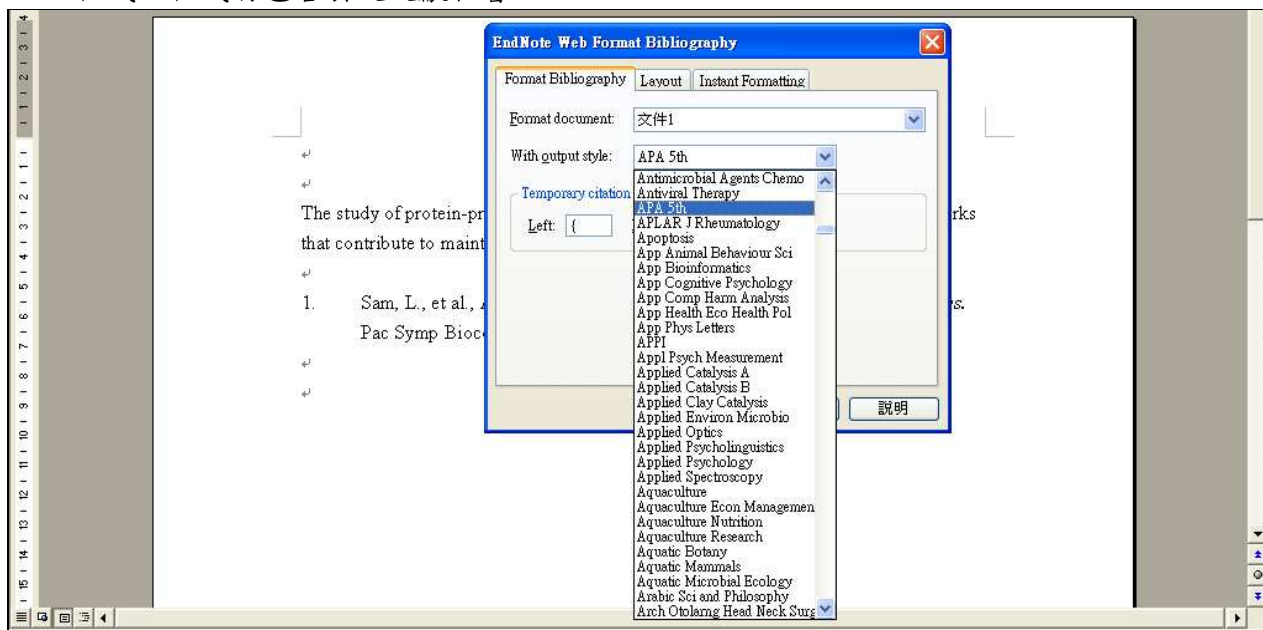 EndNote Web Format Bibliography
Format Bibliography Layout Instant Formatting
Format document: 文件1
With output style: APA 5th
Temporary citation
Left: {
Antimicrobial Agents Chemo
Antiviral Therapy
APA 5th
APLAR J Rheumatology
Apoptosis
App Animal Behaviour Sci
App Bioinformatics
App Cognitive Psychology
App Comp Harm Analysis
App Health Eco Health Pol
App Phys Letters
APPI
Appl Psych Measurement
Applied Catalysis A
Applied Catalysis B
Applied Clay Catalysis
Applied Environ Microbio
Applied Optics
Applied Psycholinguistics
Applied Psychology
Applied Spectroscopy
Aquaculture
Aquaculture Econ Managemen
Aquaculture Nutrition
Aquaculture Research
Aquatic Botany
Aquatic Mammals
Aquatic Microbial Ecology
Arabic Sci and Philosophy
Arch Otolarng Head Neck Surg
說明
The study of protein-pr rks
that contribute to maint
1. Sam, L., et al., s.
Pac Symp Bioc